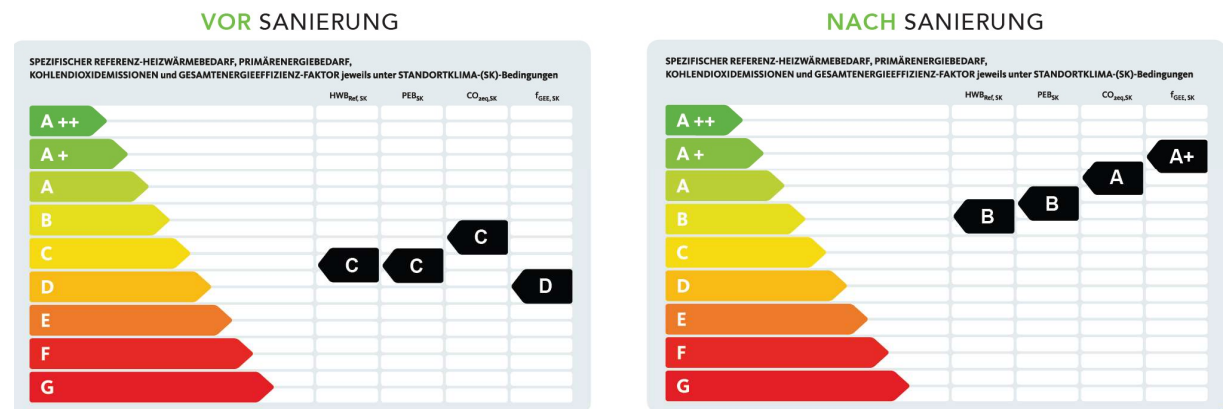 VOR SANIERUNG
SPEZIFISCHER REFERENZ-HEIZWÄRMEBEDARF, PRIMÄRENERGIEBEDARF,
KOHLENDIOXIDEMISSIONEN und GESAMTENERGIEEFFIZIENZ-FAKTOR jeweils unter STANDORTKLIMA-(SK)-Bedingungen
HWBRef, SK PEBSK CO2eq,SK fGEE, SK
A ++
A +
A
B
C C
C C C
D D
E
F
G
NACH SANIERUNG
SPEZIFISCHER REFERENZ-HEIZWÄRMEBEDARF, PRIMÄRENERGIEBEDARF,
KOHLENDIOXIDEMISSIONEN und GESAMTENERGIEEFFIZIENZ-FAKTOR jeweils unter STANDORTKLIMA-(SK)-Bedingungen
HWBRef, SK PEBSK CO2eq,SK fGEE, SK
A ++
A + A+
A A
B B B
C
D
E
F
G